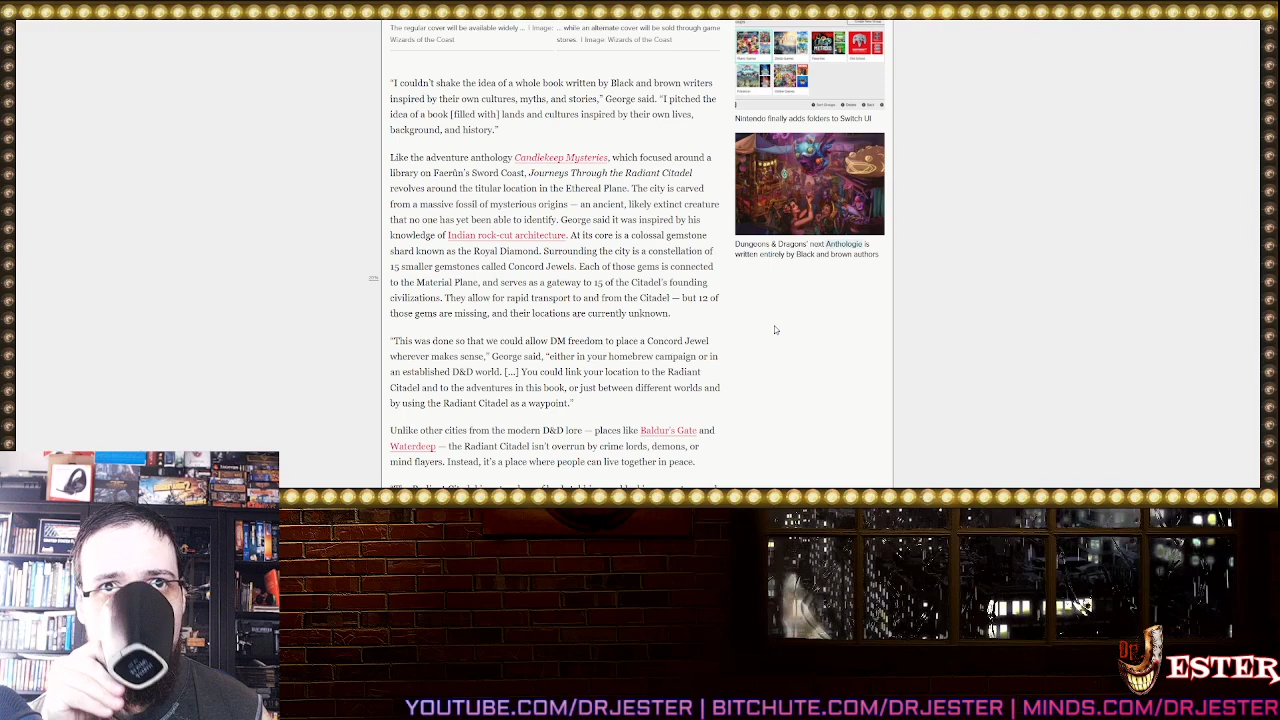 The regular cover will be available widely ... | Image:
Wizards of the Coast
... while an alternate cover will be sold through game
stores. | Image: Wizards of the Coast
“I couldn’t shake the idea of a whole book written by Black and brown writers
inspired by their own cultures, myths, and stories,” George said. “I pitched the
idea of a book [filled with] lands and cultures inspired by their own lives,
background, and history.”
Like the adventure anthology Candlekeep Mysteries, which focused around a
library on Faerûn’s Sword Coast, Journeys Through the Radiant Citadel
revolves around the titular location in the Ethereal Plane. The city is carved
from a massive fossil of mysterious origins — an ancient, likely extinct creature
that no one has yet been able to identify. George said it was inspired by his
knowledge of Indian rock-cut architecture. At its core is a colossal gemstone
shard known as the Royal Diamond. Surrounding the city is a constellation of
15 smaller gemstones called Concord Jewels. Each of those gems is connected
to the Material Plane, and serves as a gateway to 15 of the Citadel’s founding
civilizations. They allow for rapid transport to and from the Citadel — but 12 of
those gems are missing, and their locations are currently unknown.
“This was done so that we could allow DM freedom to place a Concord Jewel
wherever makes sense,” George said, “either in your homebrew campaign or in
an established D&D world. [...] You could link your location to the Radiant
Citadel and to the adventures in this book, or just between different worlds and
by using the Radiant Citadel as a waypoint.”
Unlike other cities from the modern D&D lore — places like Baldur’s Gate and
Waterdeep — the Radiant Citadel isn’t overrun by crime lords, demons, or
mind flayers. Instead, it’s a place where people can live together in peace.
Nintendo finally adds folders to Switch UI
Dungeons & Dragons’ next Anthologie is
written entirely by Black and brown authors
DR
JESTER
YOUTUBE.COM/DRJESTER | BITCHUTE.COM/DRJESTER | MINDS.COM/DRJESTER